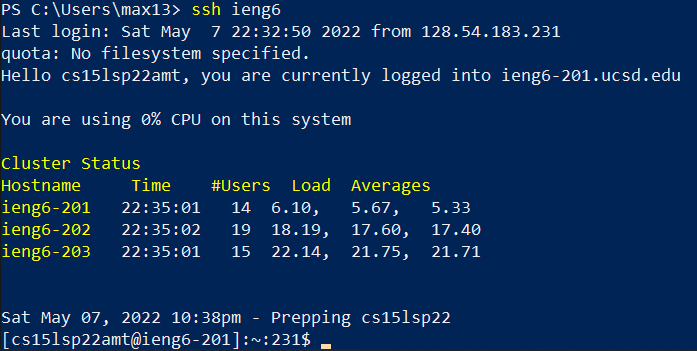 PS C:\Users\max13> ssh ieng6
Last login: Sat May  7 22:32:50 2022 from 128.54.183.231
quota: No filesystem specified.
Hello cs15lsp22amt, you are currently logged into ieng6-201.ucsd.edu
You are using 0% CPU on this system
Cluster Status
Hostname     Time    #Users  Load  Averages
ieng6-201   22:35:01   14  6.10,   5.67,   5.33
ieng6-202   22:35:02   19  18.19,  17.60,  17.40
ieng6-203   22:35:01   15  22.14,  21.75,  21.71
Sat May 07, 2022 10:38pm - Prepping cs15lsp22
[cs15lsp22amt@ieng6-201]:~:231$